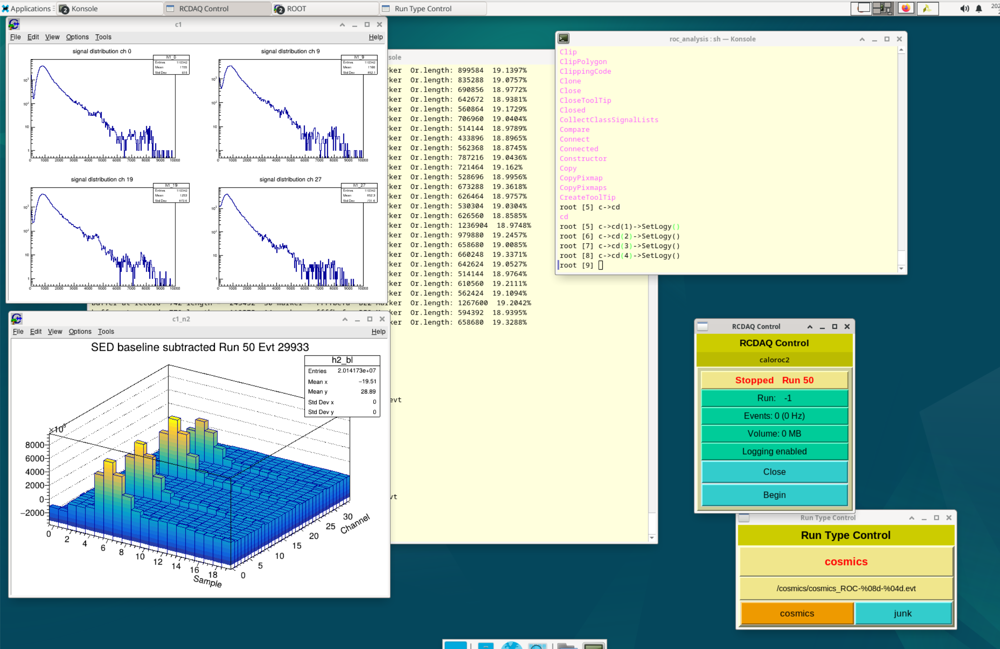 Applications
2 Konsole
RCDAQ Control
2 ROOT
Run Type Control
202
c1
File Edit View Options Tools Help
signal distribution ch 0
h1_0
Entries 110342
Mean 1155
Std Dev 616
10³
10²
10
1
0 1000 2000 3000 4000 5000 6000 7000 8000 9000 10000
signal distribution ch 9
h1_9
Entries 110342
Mean 1166
Std Dev 652.1
10³
10²
10
1
0 1000 2000 3000 4000 5000 6000 7000 8000 9000 10000
signal distribution ch 19
h1_19
Entries 110342
Mean 1253
Std Dev 673.6
10³
10²
10
1
0 1000 2000 3000 4000 5000 6000 7000 8000 9000 10000
signal distribution ch 27
h1_27
Entries 110342
Mean 852.3
Std Dev 731.6
10³
10²
10
1
0 1000 2000 3000 4000 5000 6000 7000 8000 9000 10000
sole
ker Or.length: 899584 19.1397%
ker Or.length: 835288 19.0757%
ker Or.length: 690856 18.9772%
ker Or.length: 642672 18.9381%
ker Or.length: 560864 19.1729%
ker Or.length: 706960 19.0404%
ker Or.length: 514144 18.9789%
ker Or.length: 433896 18.8965%
ker Or.length: 562368 18.8745%
ker Or.length: 787216 19.0436%
ker Or.length: 721464 19.162%
ker Or.length: 528696 18.9956%
ker Or.length: 673288 19.3618%
ker Or.length: 626464 18.9757%
ker Or.length: 530304 19.0304%
ker Or.length: 626560 18.8585%
ker Or.length: 1236904 18.9748%
ker Or.length: 979880 19.2457%
ker Or.length: 658680 19.0085%
ker Or.length: 660248 19.3371%
ker Or.length: 642624 19.0527%
ker Or.length: 514144 18.9764%
ker Or.length: 610560 19.2111%
ker Or.length: 562424 19.1094%
ker Or.length: 1267600 19.2042%
ker Or.length: 594392 18.9395%
ker Or.length: 658680 19.3288%
evt
vt
roc_analysis : sh — Konsole
Clip
ClipPolygon
ClippingCode
Clone
Close
CloseToolTip
Closed
CollectClassSignalLists
Compare
Connect
Connected
Constructor
Copy
CopyPixmap
CopyPixmaps
CreateToolTip
root [5] c->cd
cd
root [5] c->cd(1)->SetLogy()
root [6] c->cd(2)->SetLogy()
root [7] c->cd(3)->SetLogy()
root [8] c->cd(4)->SetLogy()
root [9]
c1_n2
File Edit View Options Tools Help
SED baseline subtracted Run 50 Evt 29933
h2_bl
Entries 2.014173e+07
Mean x −19.51
Mean y 28.89
Std Dev x 0
Std Dev y 0
×10³
8000
6000
4000
2000
0
−2000
0 2 4 6 8 10 12 14 16 18
Sample
0 5 10 15 20 25 30
Channel
RCDAQ Control
RCDAQ Control
caloroc2
Stopped Run 50
Run: -1
Events: 0 (0 Hz)
Volume: 0 MB
Logging enabled
Close
Begin
Run Type Control
Run Type Control
cosmics
/cosmics/cosmics_ROC-%08d-%04d.evt
cosmics
junk